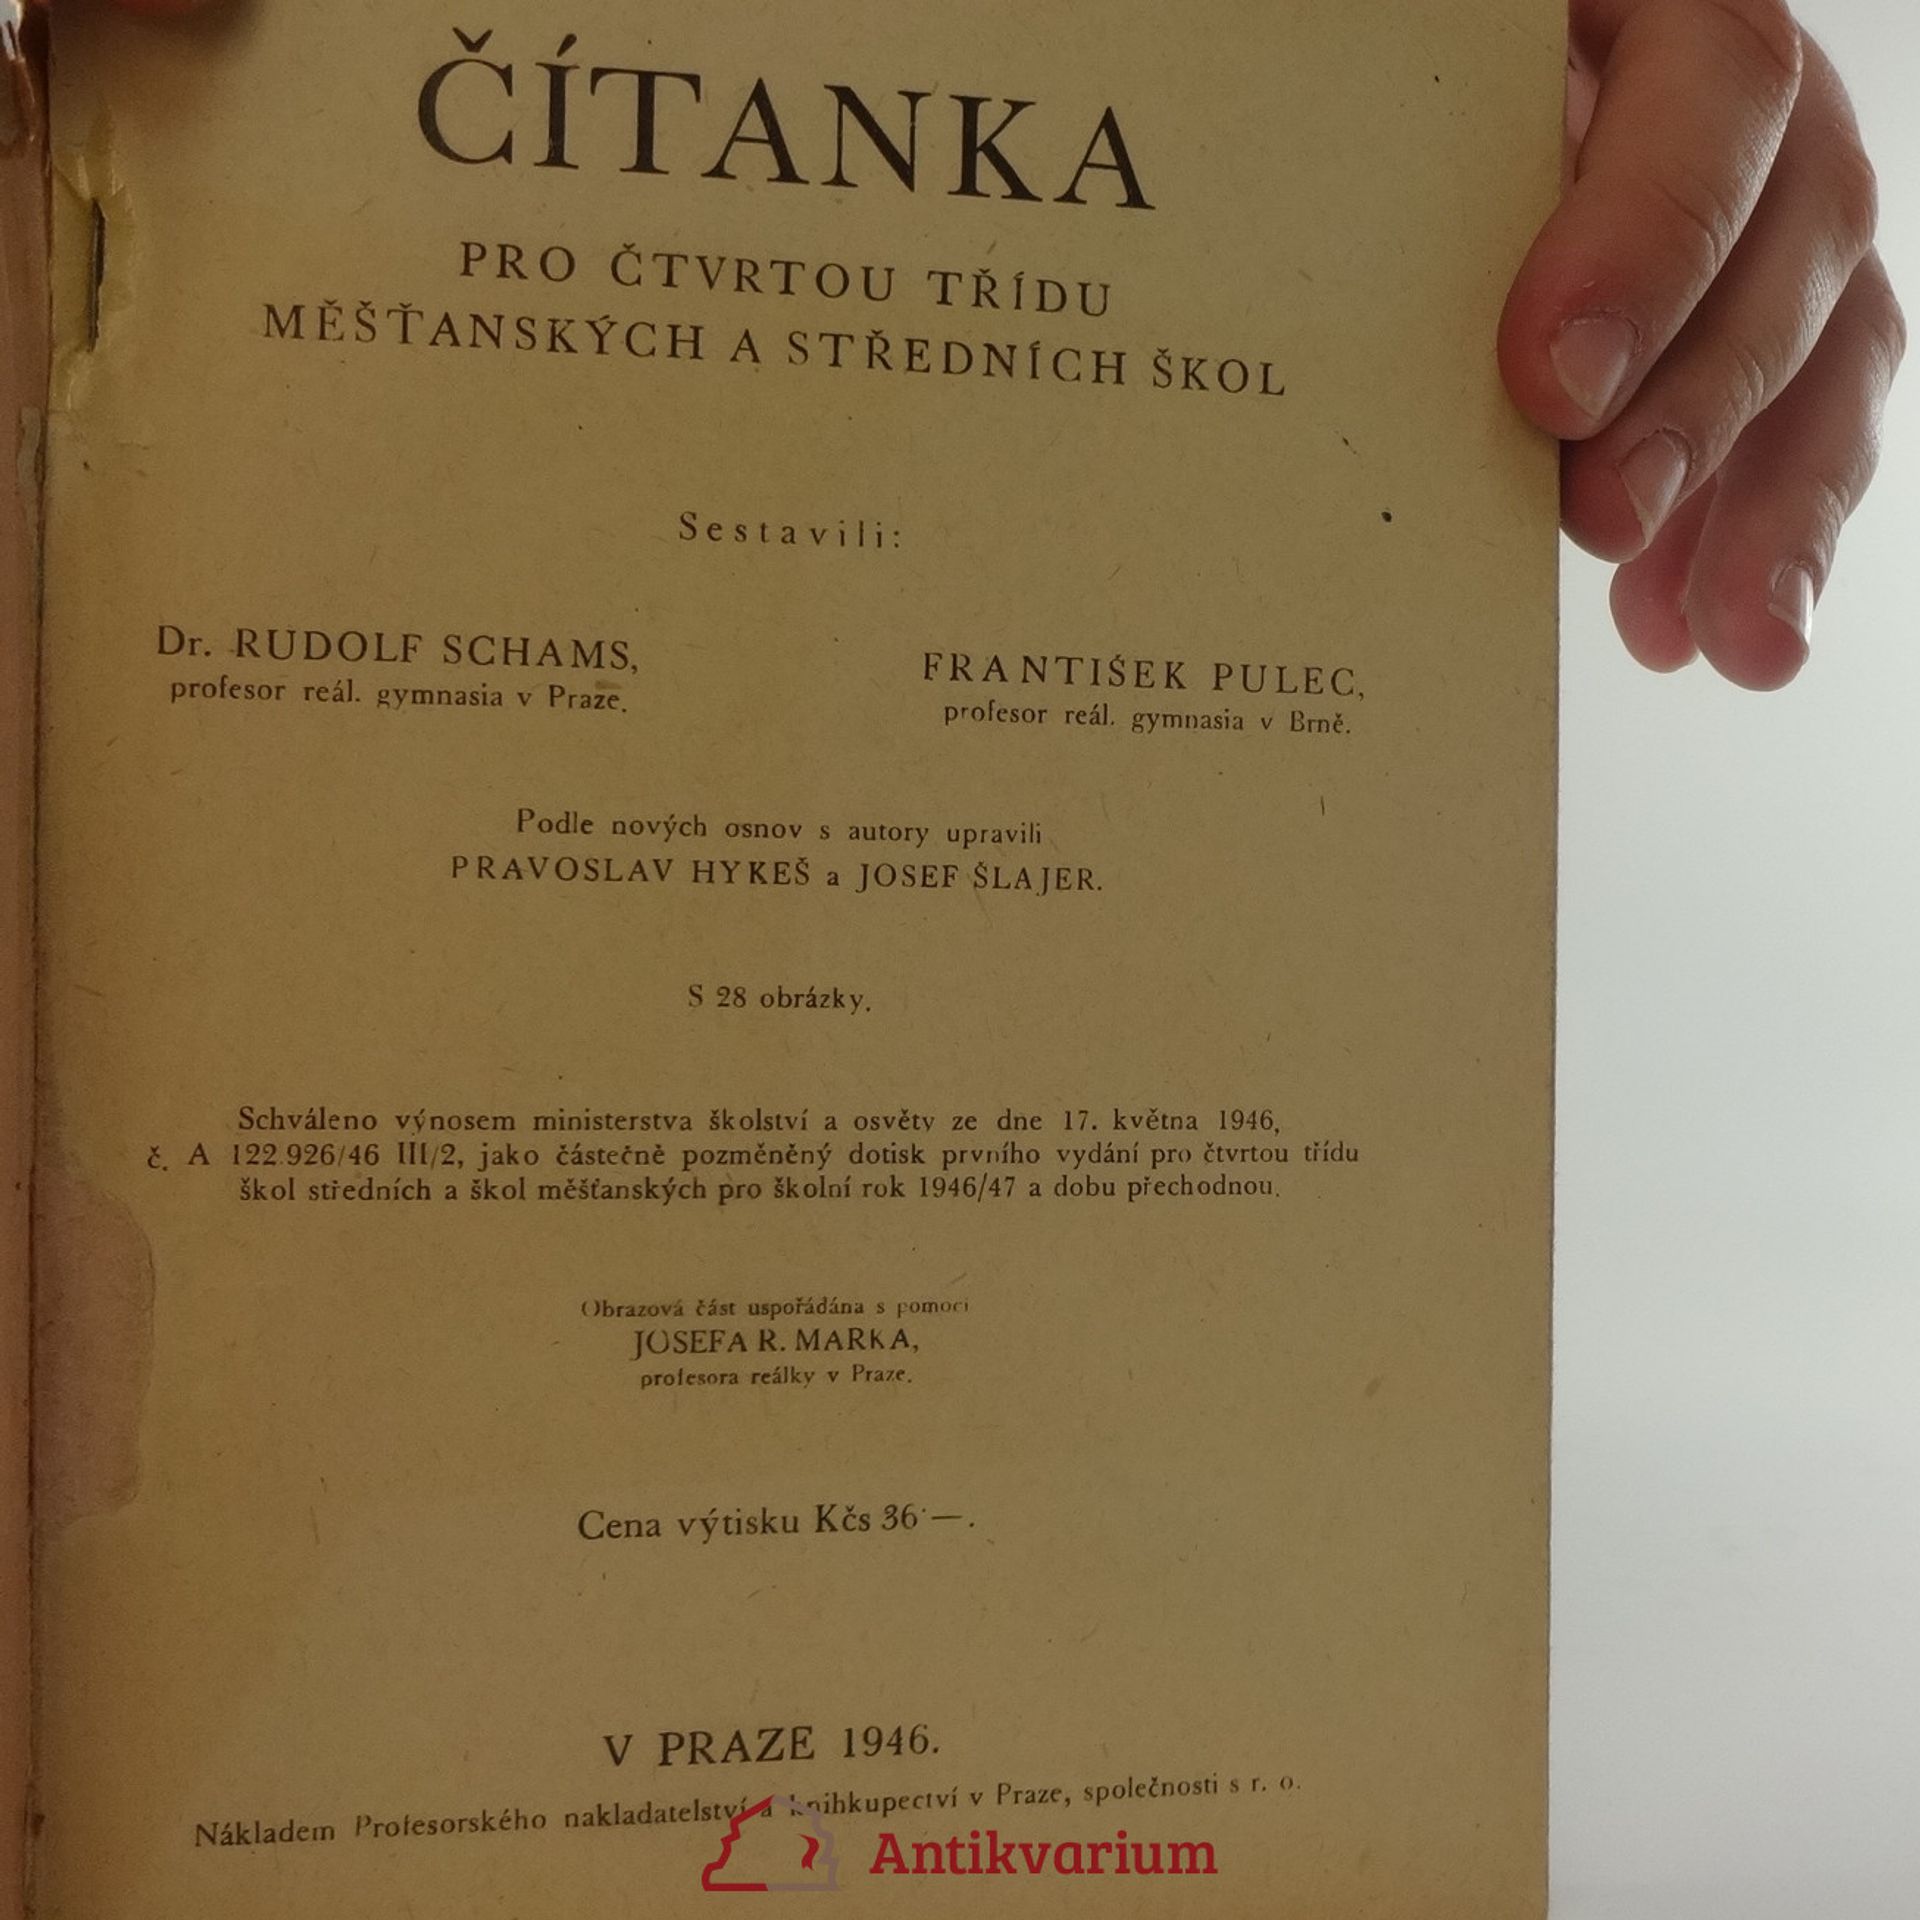 ČÍTANKA
PRO ČTVRTOU TŘÍDU
MĚŠŤANSKÝCH A STŘEDNÍCH ŠKOL
Sestavili:
Dr. RUDOLF SCHAMS,
profesor reál. gymnasia v Praze.
FRANTIŠEK PULEC,
profesor reál. gymnasia v Brně.
Podle nových osnov s autory upravili
PRAVOSLAV HYKEŠ a JOSEF ŠLAJER.
S 28 obrázky.
Schváleno výnosem ministerstva školství a osvěty ze dne 17. května 1946,
č. A 122.926/46 III/2, jako částečně pozměněný dotisk prvního vydání pro čtvrtou třídu
škol středních a škol měšťanských pro školní rok 1946/47 a dobu přechodnou.
Obrazová část uspořádána s pomocí
JOSEFA R. MARKA,
profesora reálky v Praze.
Cena výtisku Kčs 36·—.
V PRAZE 1946.
Nákladem Profesorského nakladatelství a knihkupectví v Praze, společnosti s r. o.
Antikvarium